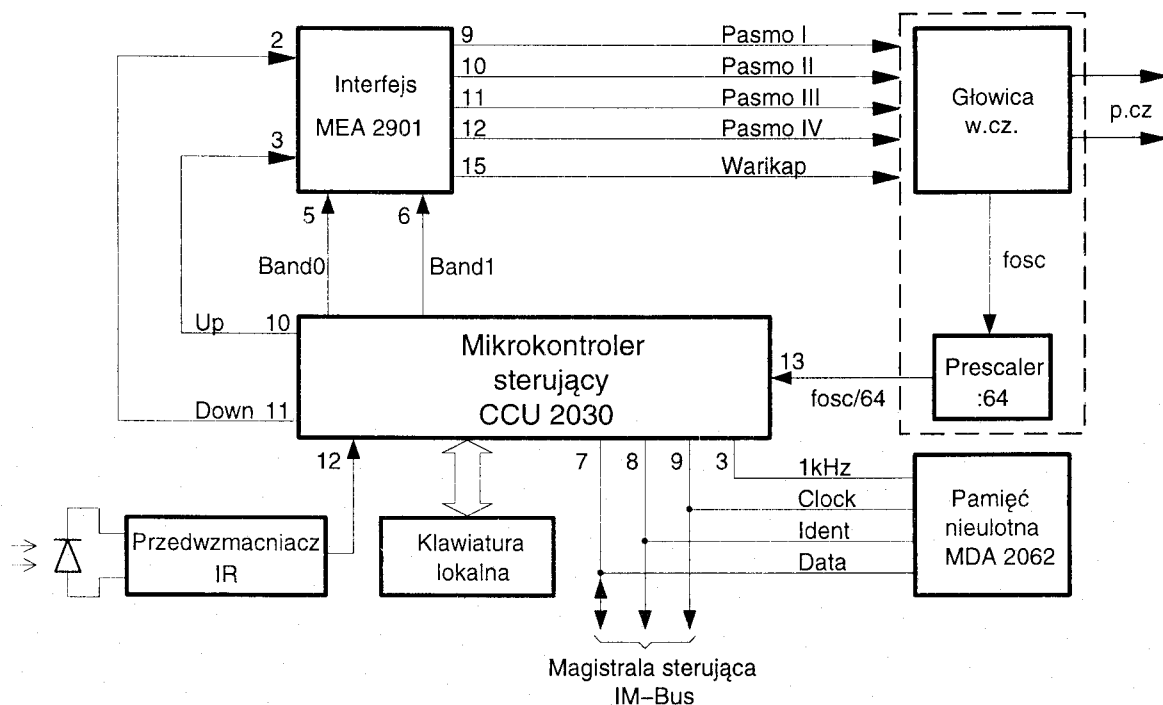 2
3
Interfejs
MEA 2901
9
Pasmo I
10
Pasmo II
11
Pasmo III
12
Pasmo IV
15
Warikap
Głowica
w.cz.
p.cz
5
6
Band0
Band1
fosc
Up 10
Down 11
Mikrokontroler
sterujący
CCU 2030
13
fosc/64
Prescaler
:64
12
7
8
9
3
1kHz
Clock
Ident
Data
Pamięć
nieulotna
MDA 2062
Przedwzmacniacz
IR
Klawiatura
lokalna
Magistrala sterująca
IM–Bus